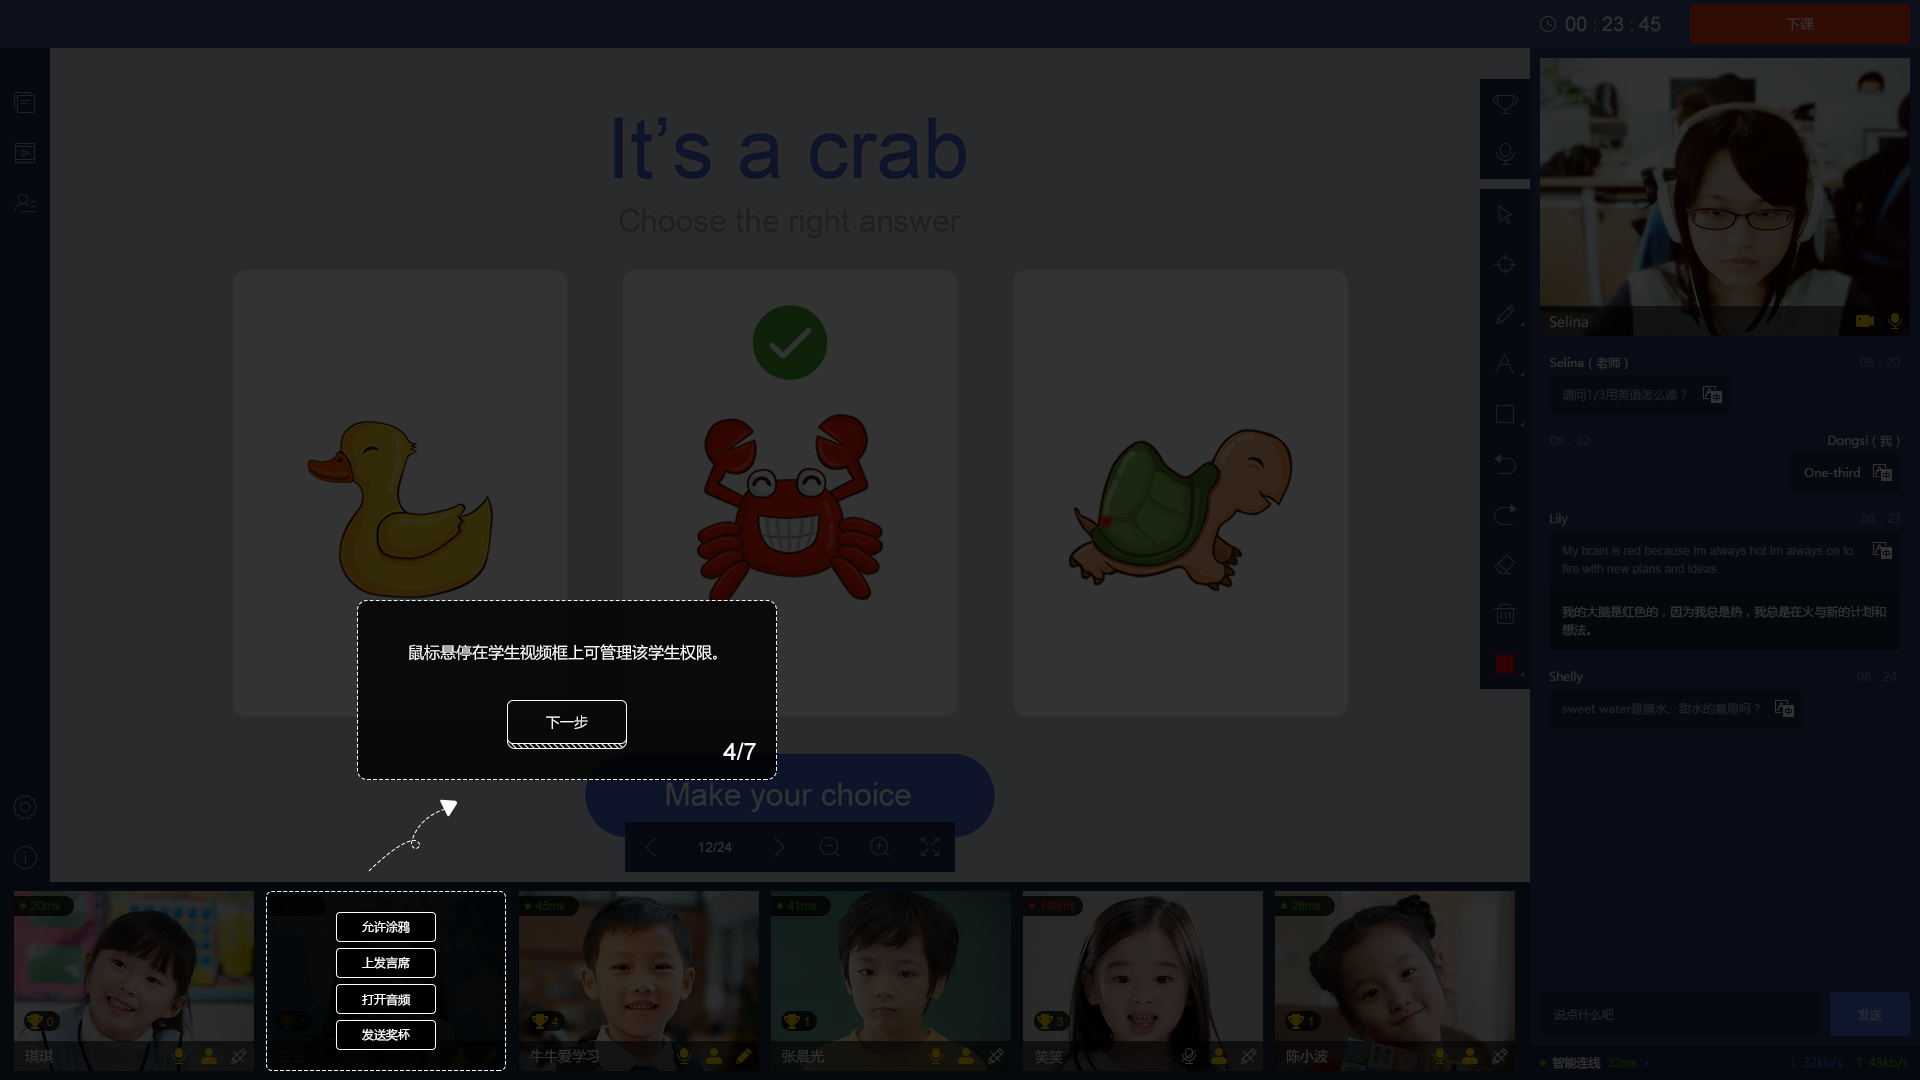 00 : 23 : 45
下课
It’s a crab
Choose the right answer
鼠标悬停在学生视频框上可管理该学生权限。
下一步
4/7
Make your choice
12/24
Selina
Selina（老师）
08 : 20
请问1/3用英语怎么读？
08 : 22
Dongsi（我）
One-third
Lily
08 : 23
My brain is red because Im always hot.Im always on to
fire with new plans and ideas.
我的大脑是红色的，因为我总是热，我总是在火与新的计划和
想法。
Shelly
08 : 24
sweet water是糖水、甜水的意思吗？
说点什么吧
发送
智能连线 32ms
32kb/s
43kb/s
20ms
0
琪琪
允许涂鸦
上发言席
打开音频
发送奖杯
45ms
4
牛牛爱学习
41ms
1
张晨光
149ms
3
笑笑
28ms
1
陈小波